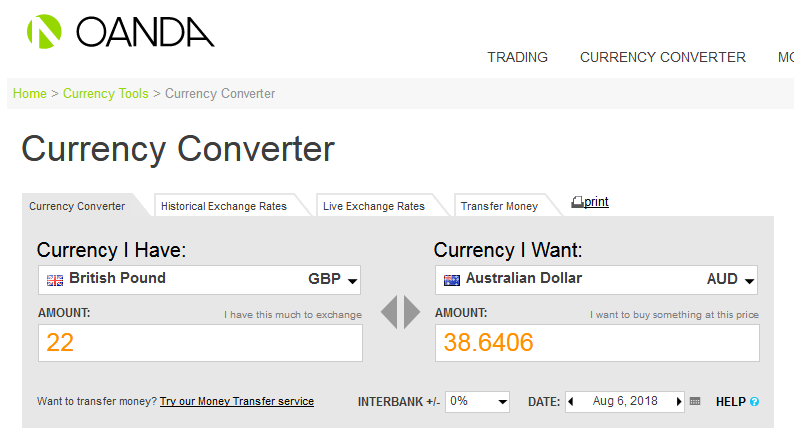 OANDA
TRADING CURRENCY CONVERTER MO
Home > Currency Tools > Currency Converter
Currency Converter
Currency Converter Historical Exchange Rates Live Exchange Rates Transfer Money print
Currency I Have: Currency I Want:
British Pound GBP Australian Dollar AUD
AMOUNT: I have this much to exchange AMOUNT: I want to buy something at this price
22 38.6406
Want to transfer money? Try our Money Transfer service INTERBANK +/- 0% DATE: Aug 6, 2018 HELP ?